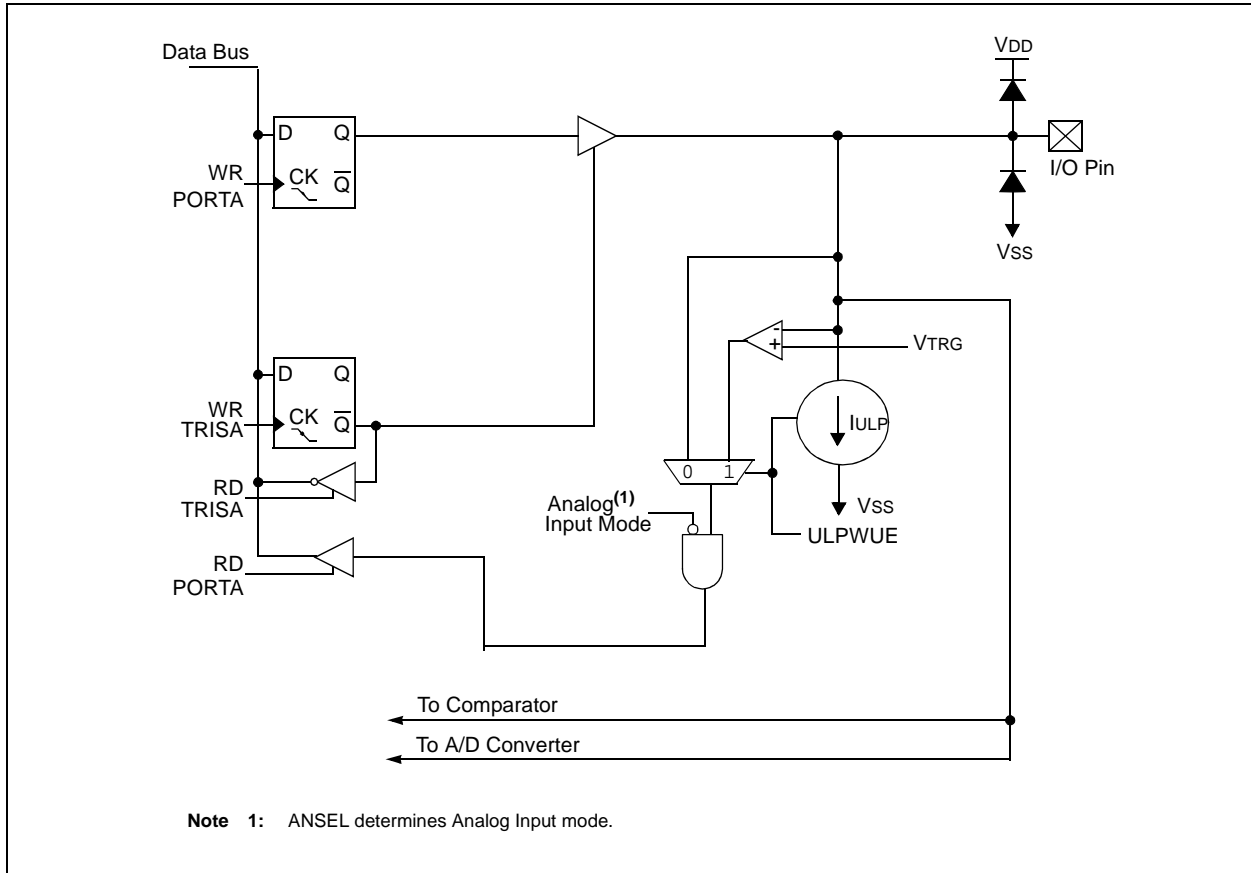 Data Bus
VDD
D Q
WR
PORTA
CK Q̅
I/O Pin
VSS
-
+
VTRG
D Q
WR
TRISA
CK Q̅
IULP
0 1
RD
TRISA
Analog(1)
Input Mode
VSS
ULPWUE
RD
PORTA
To Comparator
To A/D Converter
Note 1: ANSEL determines Analog Input mode.